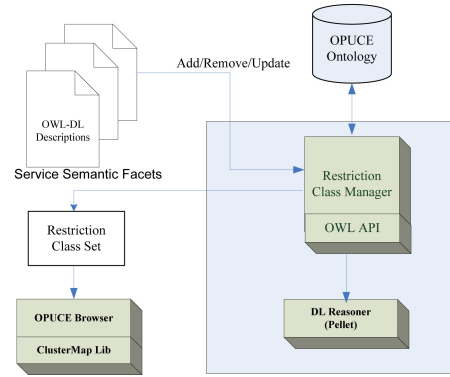 OPUCE
Ontology
Add/Remove/Update
OWL-DL
Descriptions
Service Semantic Facets
Restriction
Class Manager
OWL API
Restriction
Class Set
OPUCE Browser
ClusterMap Lib
DL Reasoner
(Pellet)